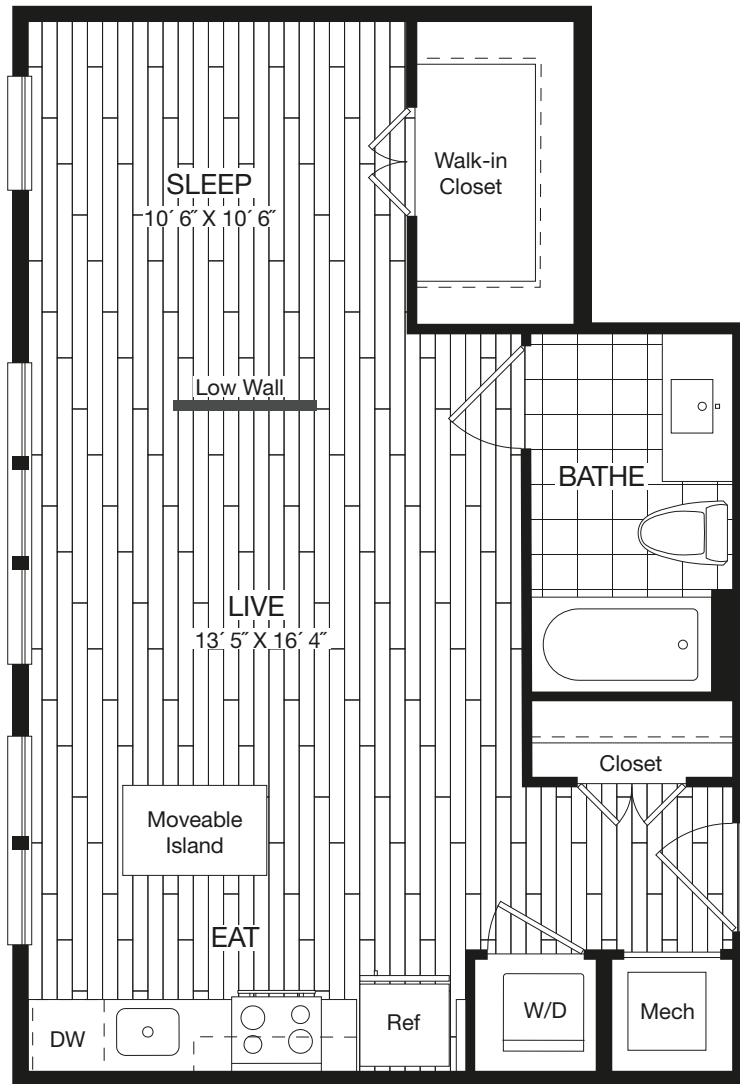 SLEEP
10´ 6˝ X 10´ 6˝
Walk-in
Closet
Low Wall
BATHE
LIVE
13´ 5˝ X 16´ 4˝
Closet
Moveable
Island
EAT
DW
Ref
W/D
Mech